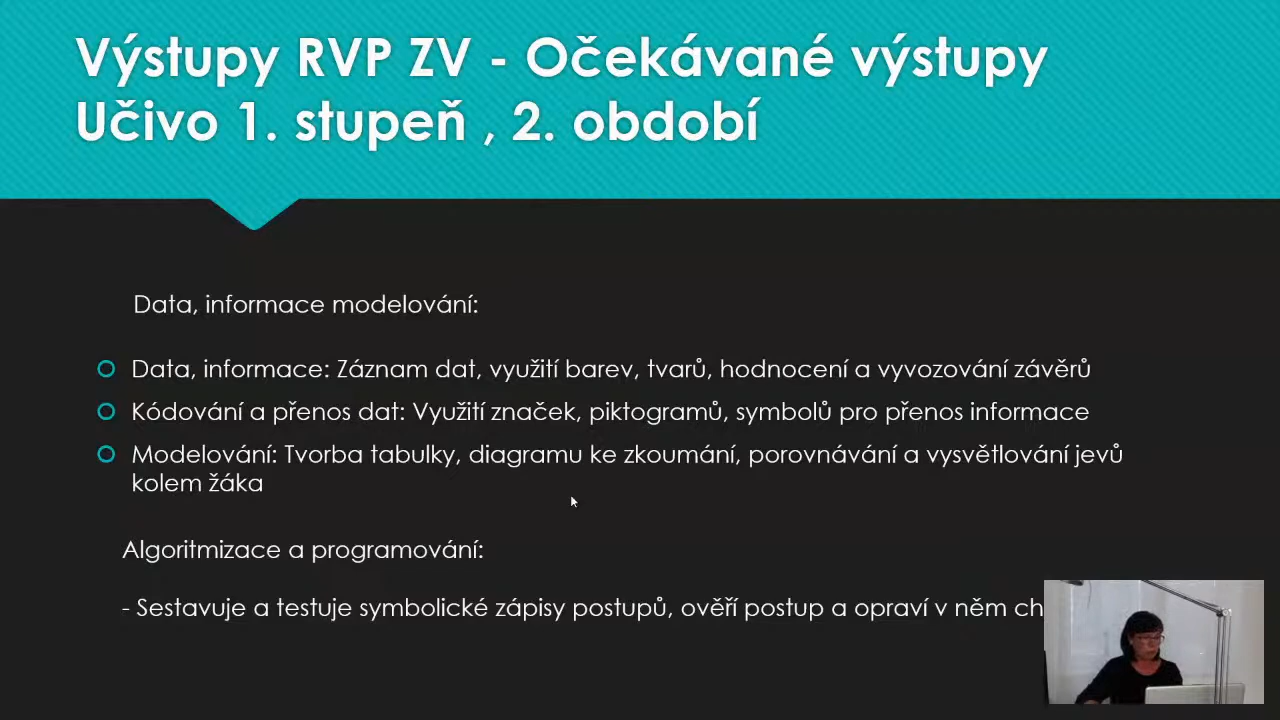 Výstupy RVP ZV - Očekávané výstupy
Učivo 1. stupeň , 2. období
Data, informace modelování:
Data, informace: Záznam dat, využití barev, tvarů, hodnocení a vyvozování závěrů
Kódování a přenos dat: Využití značek, piktogramů, symbolů pro přenos informace
Modelování: Tvorba tabulky, diagramu ke zkoumání, porovnávání a vysvětlování jevů
kolem žáka
Algoritmizace a programování:
- Sestavuje a testuje symbolické zápisy postupů, ověří postup a opraví v něm